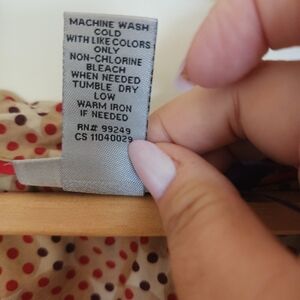 MACHINE WASH
COLD
WITH LIKE COLORS
ONLY
NON-CHLORINE
BLEACH
WHEN NEEDED
TUMBLE DRY
LOW
WARM IRON
IF NEEDED
RN# 99249
CS 11040029